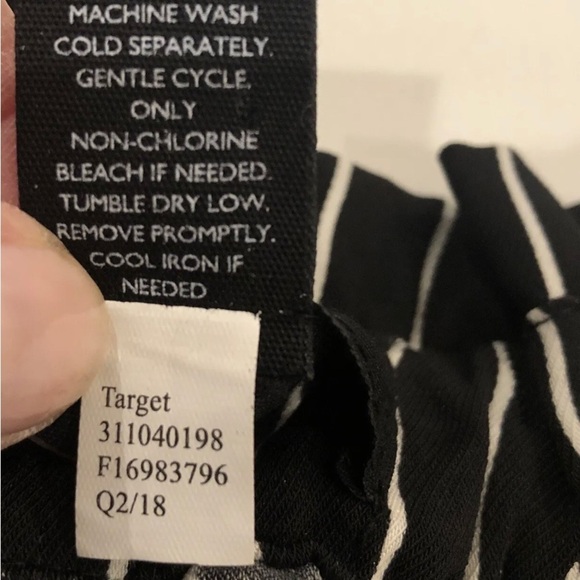 MACHINE WASH
COLD SEPARATELY.
GENTLE CYCLE.
ONLY
NON-CHLORINE
BLEACH IF NEEDED.
TUMBLE DRY LOW.
REMOVE PROMPTLY.
COOL IRON IF
NEEDED
Target
311040198
F16983796
Q2/18